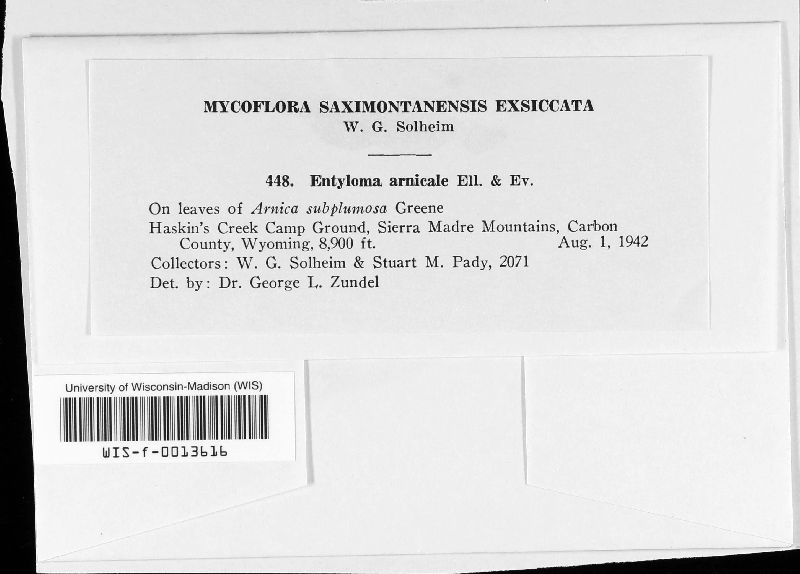 MYCOFLORA SAXIMONTANENSIS EXSICCATA
W. G. Solheim
448. Entyloma arnicale Ell. & Ev.
On leaves of Arnica subplumosa Greene
Haskin's Creek Camp Ground, Sierra Madre Mountains, Carbon
County, Wyoming, 8,900 ft. Aug. 1, 1942
Collectors: W. G. Solheim & Stuart M. Pady, 2071
Det. by: Dr. George L. Zundel
University of Wisconsin-Madison (WIS)
WIS-f-0013616